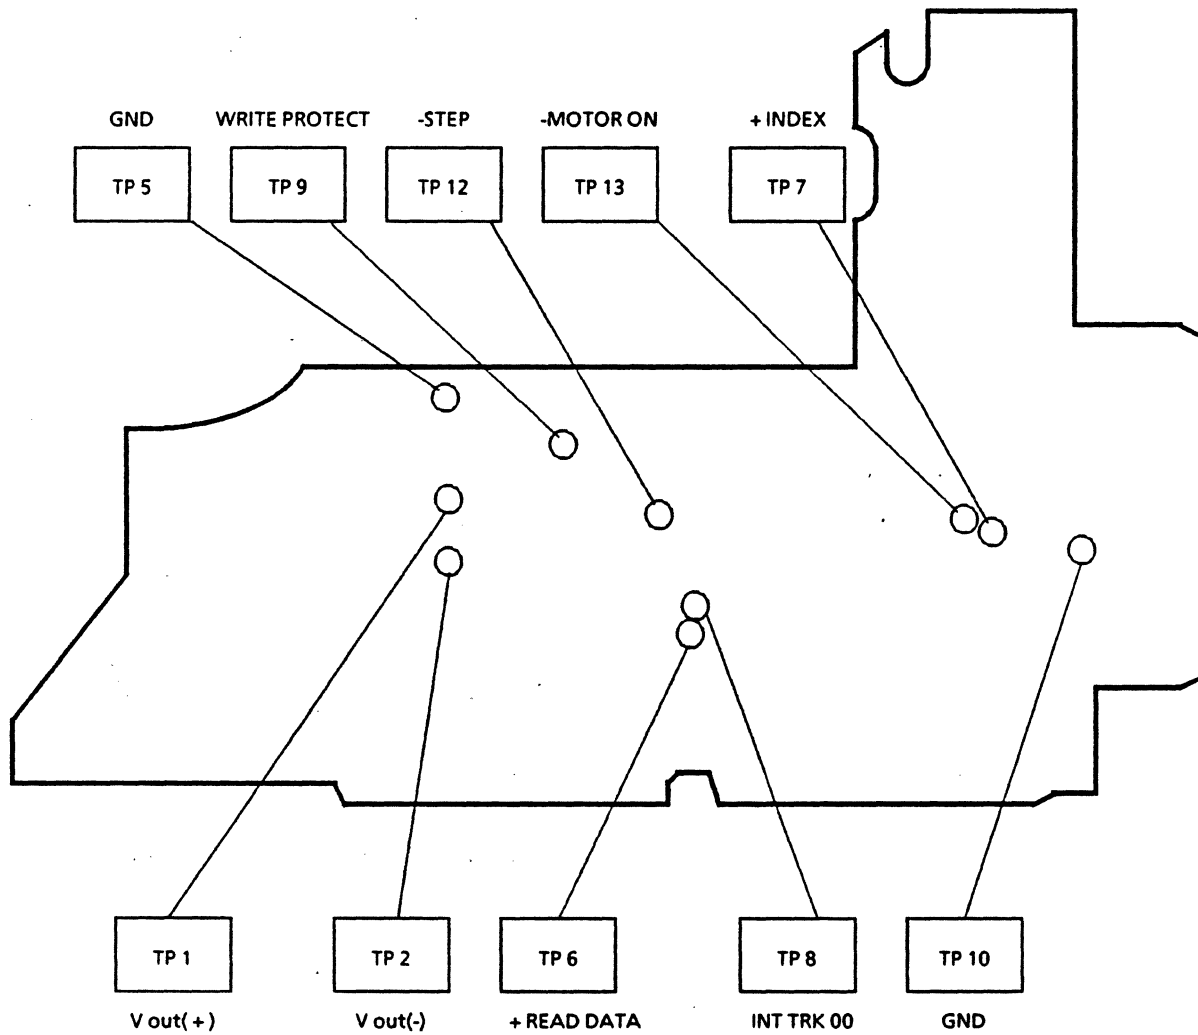 GND WRITE PROTECT -STEP -MOTOR ON + INDEX
TP 5 TP 9 TP 12 TP 13 TP 7
TP 1 TP 2 TP 6 TP 8 TP 10
V out( + ) V out(-) + READ DATA INT TRK 00 GND